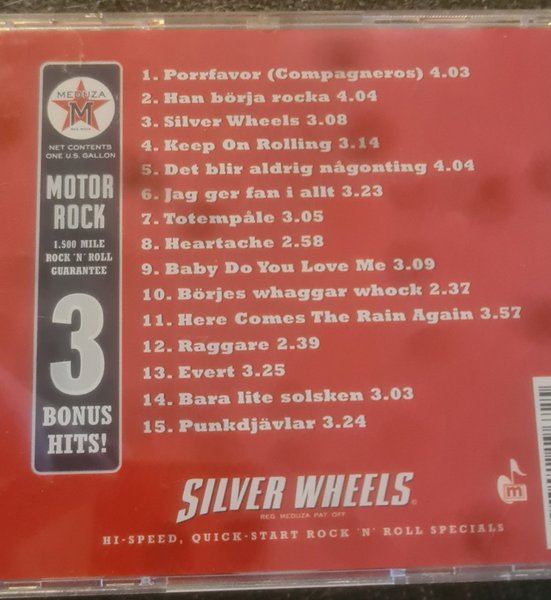 MEDUZA
M
REG. ROCK
NET CONTENTS
ONE U.S. GALLON
MOTOR
ROCK
1.500 MILE
ROCK 'N' ROLL
GUARANTEE
3
BONUS
HITS!
1. Porrfavor (Compagneros) 4.03
2. Han börja rocka 4.04
3. Silver Wheels 3.08
4. Keep On Rolling 3.14
5. Det blir aldrig någonting 4.04
6. Jag ger fan i allt 3.23
7. Totempåle 3.05
8. Heartache 2.58
9. Baby Do You Love Me 3.09
10. Börjes whaggar whock 2.37
11. Here Comes The Rain Again 3.57
12. Raggare 2.39
13. Evert 3.25
14. Bara lite solsken 3.03
15. Punkdjävlar 3.24
SILVER WHEELS
REG. MEDUZA PAT. OFF.
HI-SPEED, QUICK-START ROCK 'N' ROLL SPECIALS
m